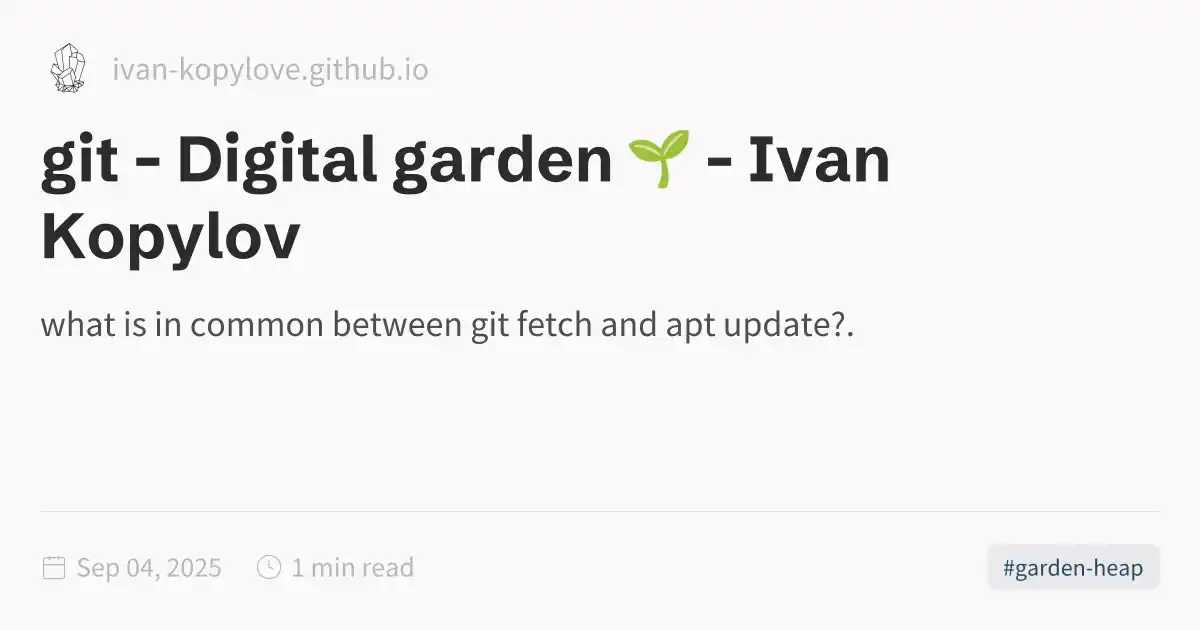 ivan-kopylove.github.io
git - Digital garden 🌱 - Ivan
Kopylov
what is in common between git fetch and apt update?.
Sep 04, 2025
1 min read
#garden-heap